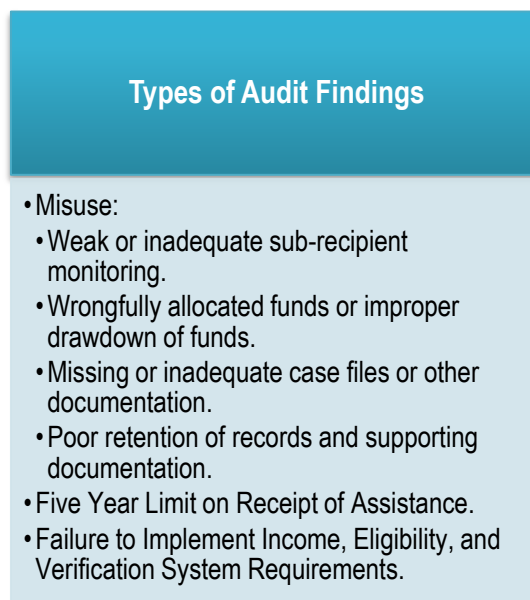 Types of Audit Findings
•Misuse:
•Weak or inadequate sub-recipient
monitoring.
•Wrongfully allocated funds or improper
drawdown of funds.
•Missing or inadequate case files or other
documentation.
•Poor retention of records and supporting
documentation.
•Five Year Limit on Receipt of Assistance.
•Failure to Implement Income, Eligibility, and
Verification System Requirements.